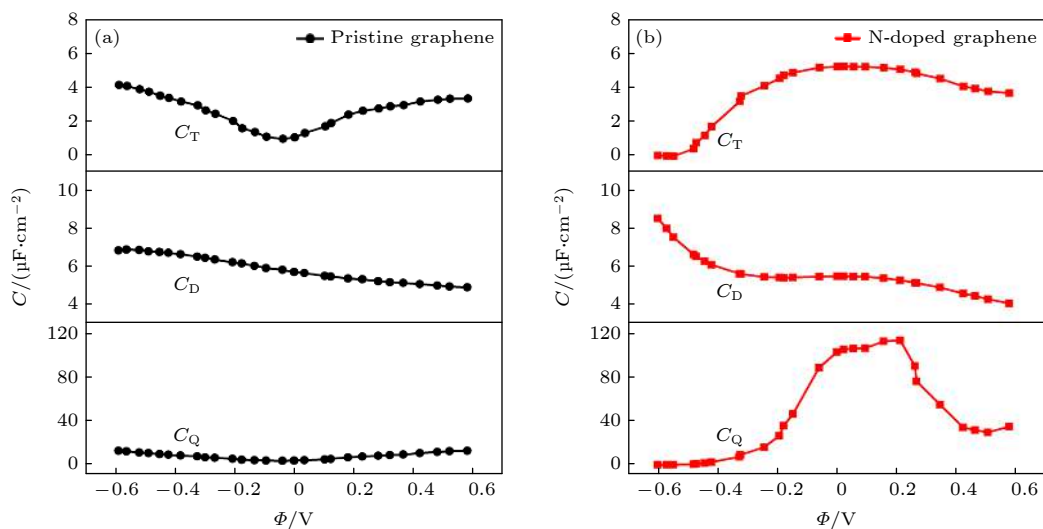 (a)
Pristine graphene
8
6
4
2
0
C_T
10
8
6
4
C_D
120
80
40
0
C_Q
C/(μF·cm⁻²)
−0.6 −0.4 −0.2 0 0.2 0.4 0.6
Φ/V
(b)
N-doped graphene
8
6
4
2
0
C_T
10
8
6
4
C_D
120
80
40
0
C_Q
C/(μF·cm⁻²)
−0.6 −0.4 −0.2 0 0.2 0.4 0.6
Φ/V